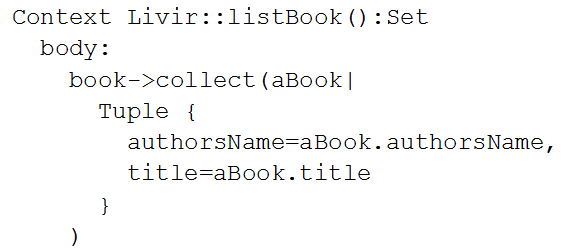 Context Livir::listBook():Set
body:
book->collect(aBook|
Tuple {
authorsName=aBook.authorsName,
title=aBook.title
}
)